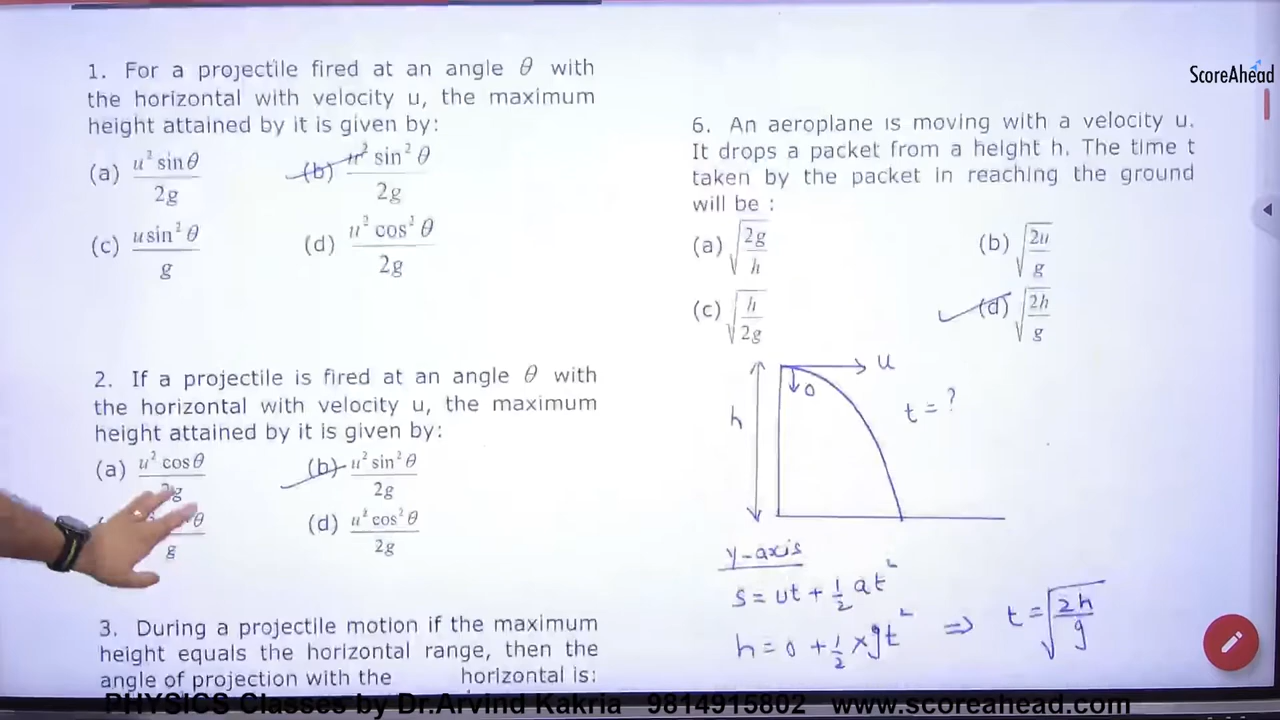 1. For a projectile fired at an angle θ with
the horizontal with velocity u, the maximum
height attained by it is given by:
(a) u² sin θ / 2g (b) u² sin² θ / 2g
(c) u sin² θ / g (d) u² cos² θ / 2g
2. If a projectile is fired at an angle θ with
the horizontal with velocity u, the maximum
height attained by it is given by:
(a) u² cos θ / 2g (b) u² sin² θ / 2g
θ / g (d) u² cos² θ / 2g
3. During a projectile motion if the maximum
height equals the horizontal range, then the
angle of projection with the horizontal is:
ScoreAhead
6. An aeroplane is moving with a velocity u.
It drops a packet from a height h. The time t
taken by the packet in reaching the ground
will be :
(a) √(2g/h) (b) √(2u/g)
(c) √(h/2g) (d) √(2h/g)
u
0
h
t = ?
y-axis
s = ut + 1/2 at²
h = 0 + 1/2 × gt² ⇒ t = √(2h/g)
PHYSICS Classes by Dr.Arvind Kakria 9814915802 www.scoreahead.com